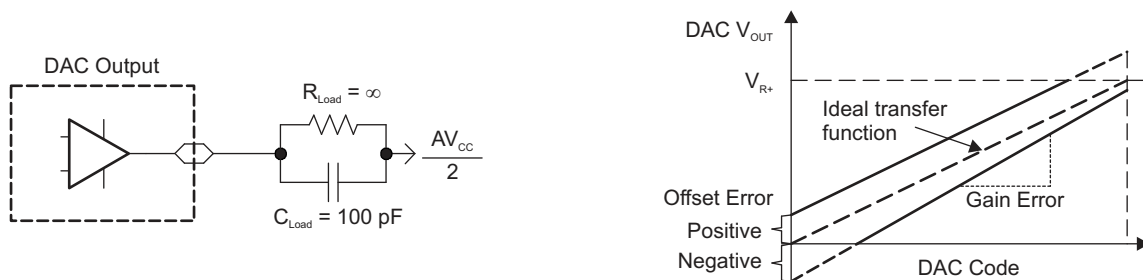 DAC Output
R_Load = ∞
C_Load = 100 pF
AV_CC
2
DAC V_OUT
V_R+
Ideal transfer
function
Offset Error
Positive
Negative
Gain Error
DAC Code